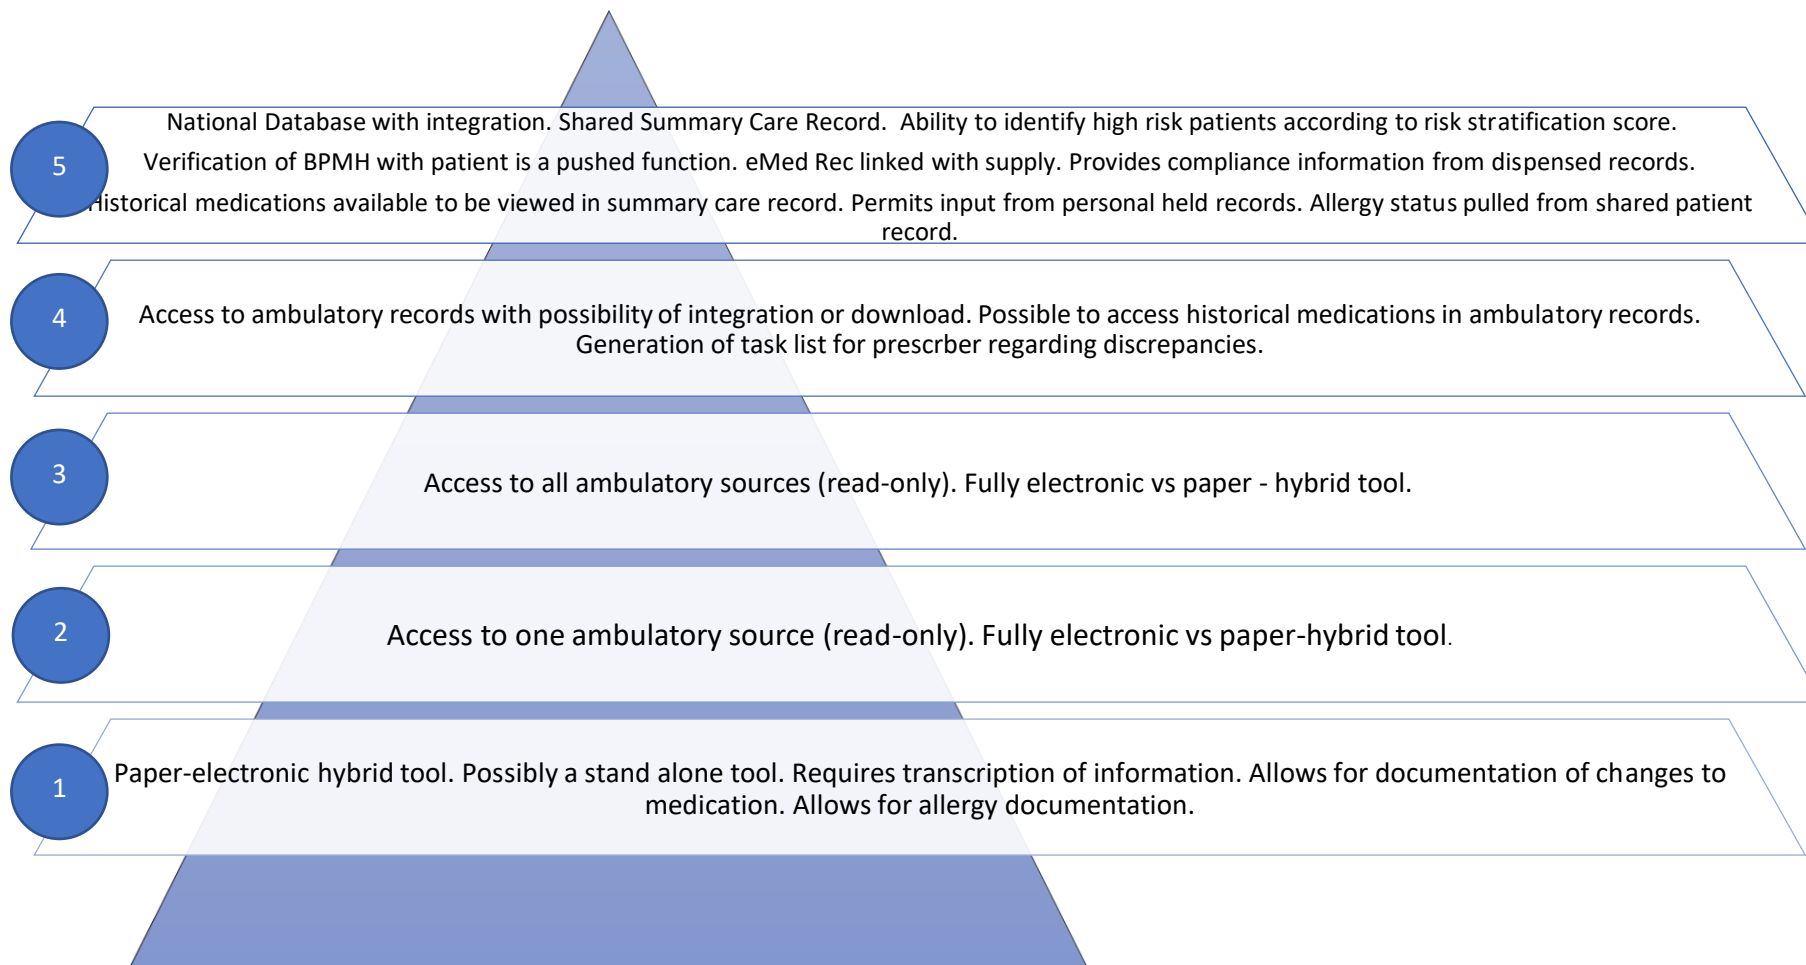 5
National Database with integration. Shared Summary Care Record. Ability to identify high risk patients according to risk stratification score.
Verification of BPMH with patient is a pushed function. eMed Rec linked with supply. Provides compliance information from dispensed records.
Historical medications available to be viewed in summary care record. Permits input from personal held records. Allergy status pulled from shared patient
record.
4
Access to ambulatory records with possibility of integration or download. Possible to access historical medications in ambulatory records.
Generation of task list for prescrber regarding discrepancies.
3
Access to all ambulatory sources (read-only). Fully electronic vs paper - hybrid tool.
2
Access to one ambulatory source (read-only). Fully electronic vs paper-hybrid tool.
1
Paper-electronic hybrid tool. Possibly a stand alone tool. Requires transcription of information. Allows for documentation of changes to
medication. Allows for allergy documentation.